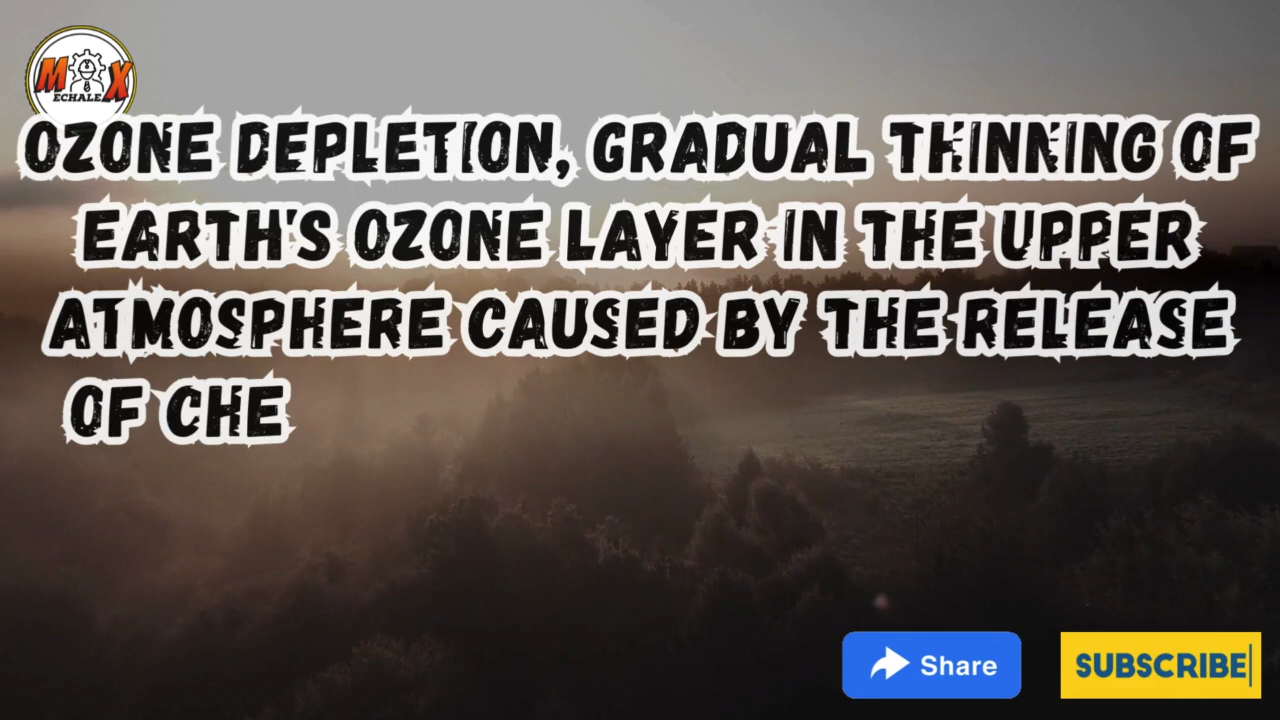 M X
ECHALE
OZONE DEPLETION, GRADUAL THINNING OF
EARTH'S OZONE LAYER IN THE UPPER
ATMOSPHERE CAUSED BY THE RELEASE
OF CHE
Share
SUBSCRIBE